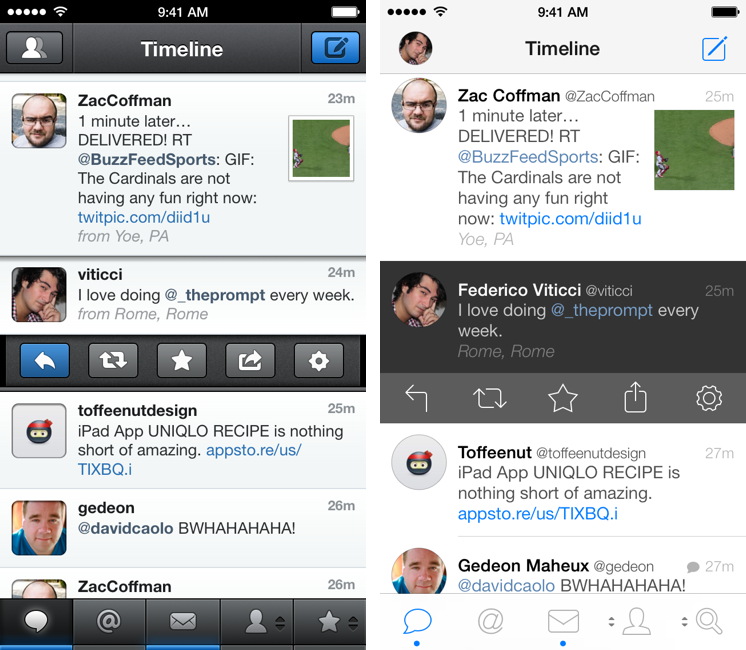 9:41 AM
Timeline
ZacCoffman
23m
1 minute later…
DELIVERED! RT
@BuzzFeedSports: GIF:
The Cardinals are not
having any fun right now:
twitpic.com/diid1u
from Yoe, PA
viticci
24m
I love doing @_theprompt every week.
from Rome, Rome
toffeenutdesign
25m
iPad App UNIQLO RECIPE is nothing
short of amazing. appsto.re/us/
TIXBQ.i
gedeon
26m
@davidcaolo BWHAHAHAHA!
ZacCoffman
26m
@
9:41 AM
Timeline
Zac Coffman @ZacCoffman
25m
1 minute later…
DELIVERED! RT
@BuzzFeedSports: GIF:
The Cardinals are not
having any fun right
now: twitpic.com/diid1u
Yoe, PA
Federico Viticci @viticci
25m
I love doing @_theprompt every
week.
Rome, Rome
Toffeenut @toffeenutdesign
27m
iPad App UNIQLO RECIPE is
nothing short of amazing.
appsto.re/us/TIXBQ.i
Gedeon Maheux @gedeon
27m
@davidcaolo BWHAHAHAHA!
@